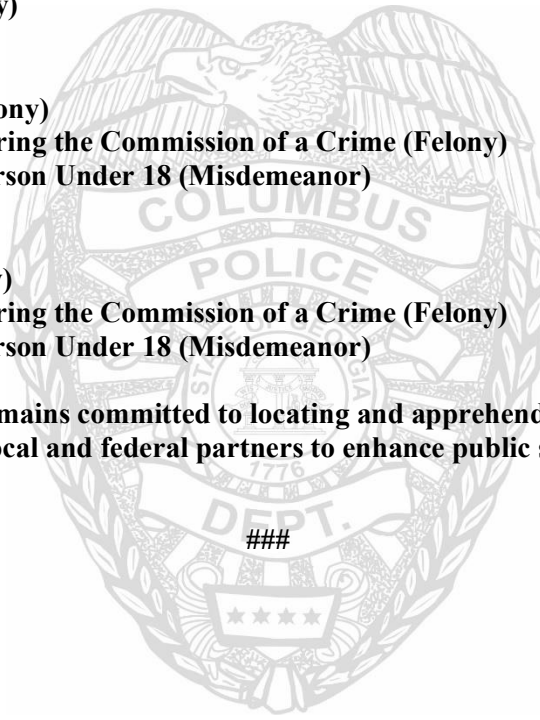 y)
ony)
ring the Commission of a Crime (Felony)
rson Under 18 (Misdemeanor)
COLUMBUS
POLICE
y)
ring the Commission of a Crime (Felony)
rson Under 18 (Misdemeanor)
mains committed to locating and apprehend
ocal and federal partners to enhance public s
1776
DEPT.
###